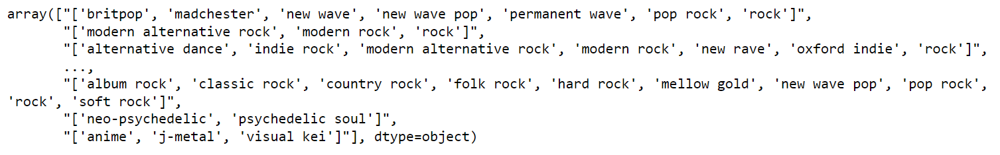 array(["['britpop', 'madchester', 'new wave', 'new wave pop', 'permanent wave', 'pop rock', 'rock']",
       "['modern alternative rock', 'modern rock', 'rock']",
       "['alternative dance', 'indie rock', 'modern alternative rock', 'modern rock', 'new rave', 'oxford indie', 'rock']",
       ...,
       "['album rock', 'classic rock', 'country rock', 'folk rock', 'hard rock', 'mellow gold', 'new wave pop', 'pop rock',
'rock', 'soft rock']",
       "['neo-psychedelic', 'psychedelic soul']",
       "['anime', 'j-metal', 'visual kei']"], dtype=object)